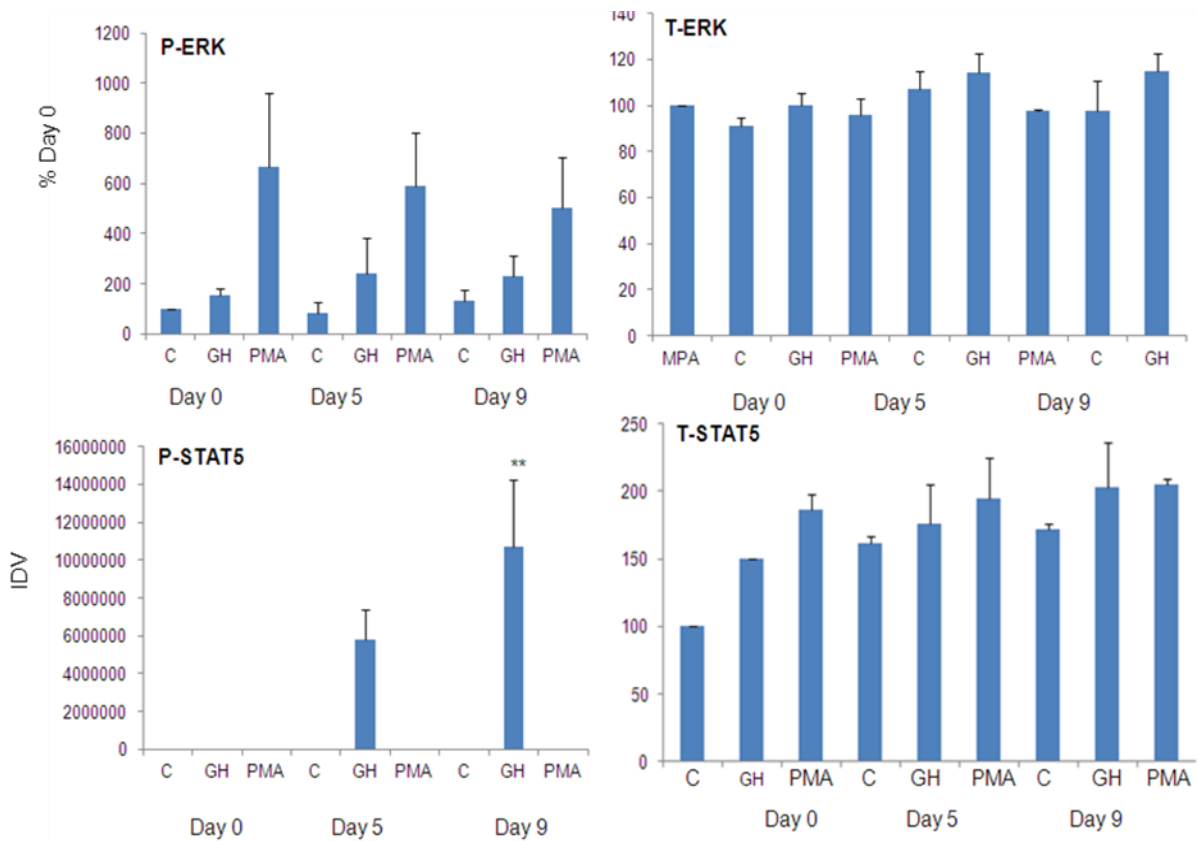 P-ERK
% Day 0
1200
1000
800
600
400
200
0
C GH PMA C GH PMA C GH PMA
Day 0 Day 5 Day 9
T-ERK
140
120
100
80
60
40
20
0
MPA C GH PMA C GH PMA C GH
Day 0 Day 5 Day 9
P-STAT5
IDV
16000000
14000000
12000000
10000000
8000000
6000000
4000000
2000000
0
**
C GH PMA C GH PMA C GH PMA
Day 0 Day 5 Day 9
T-STAT5
250
200
150
100
50
0
C GH PMA C GH PMA C GH PMA
Day 0 Day 5 Day 9